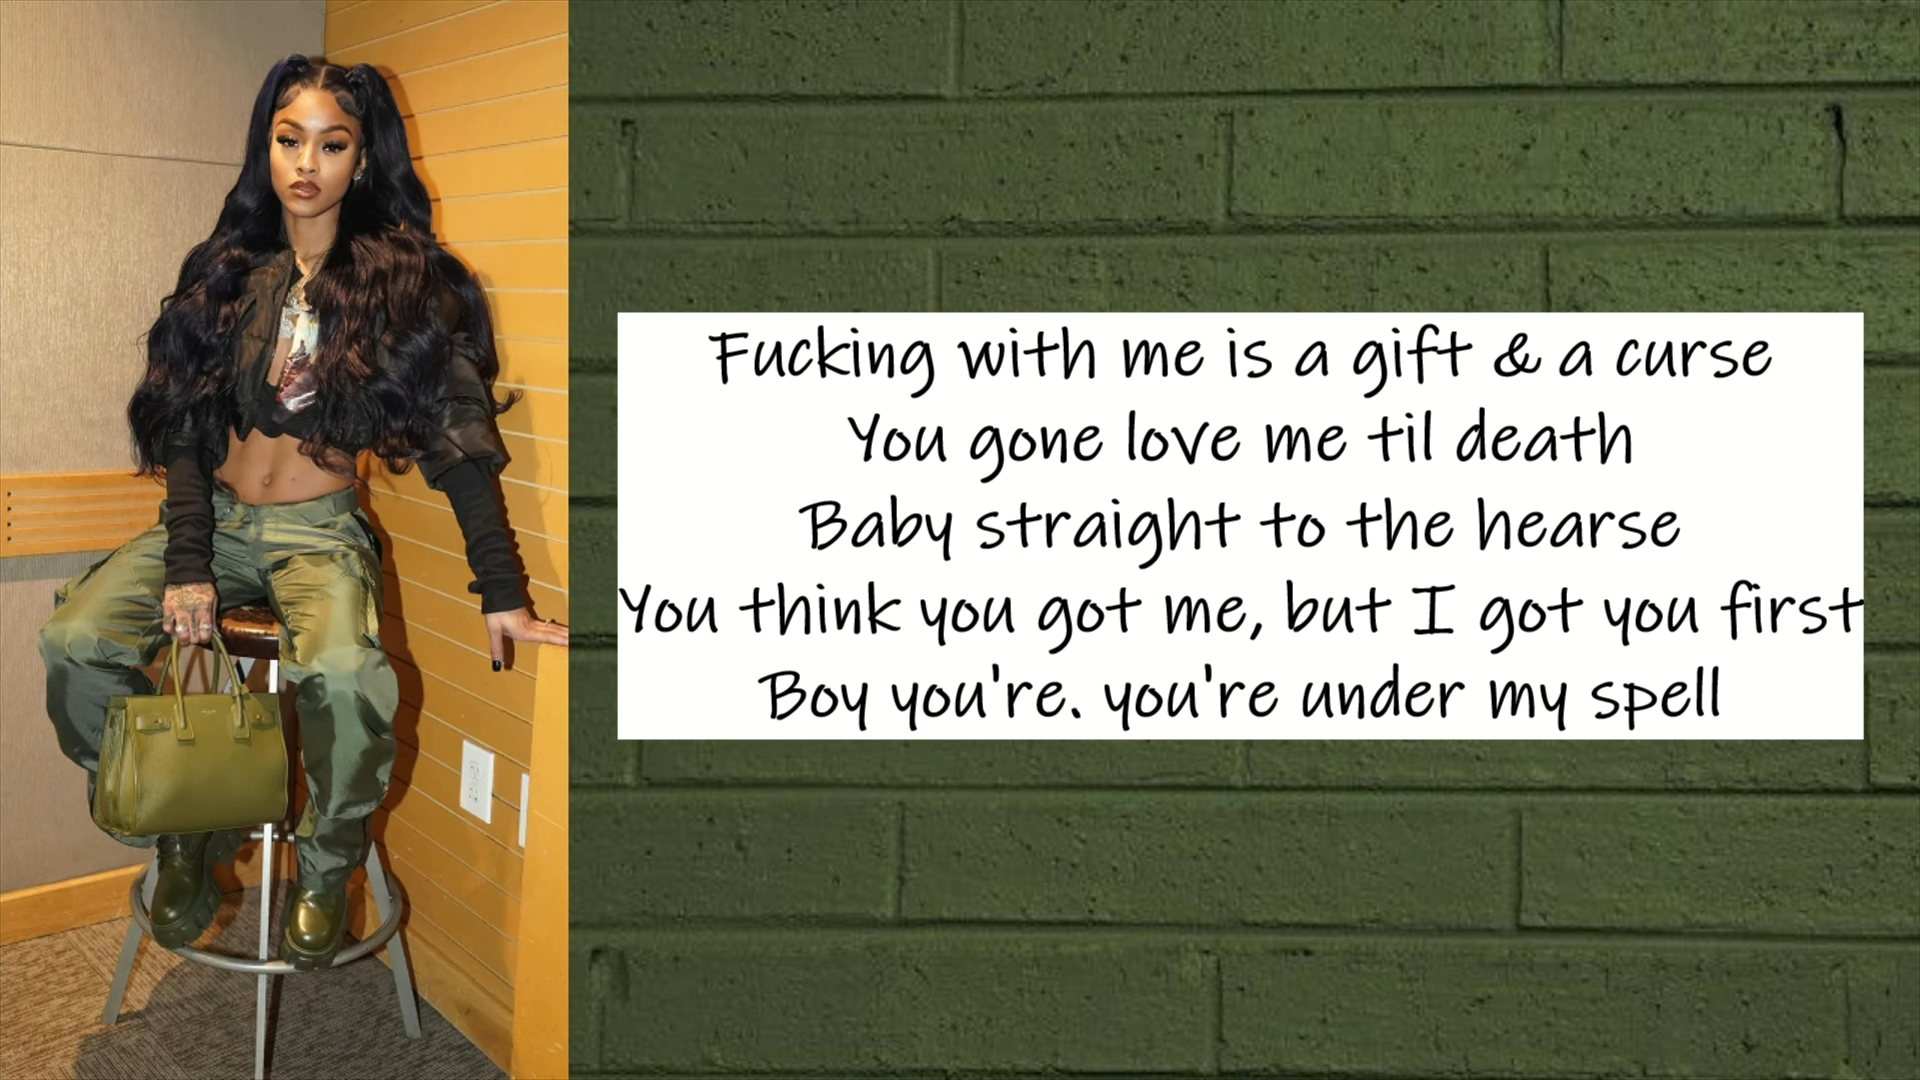 Fucking with me is a gift & a curse
You gone love me til death
Baby straight to the hearse
You think you got me, but I got you first
Boy you're. you're under my spell